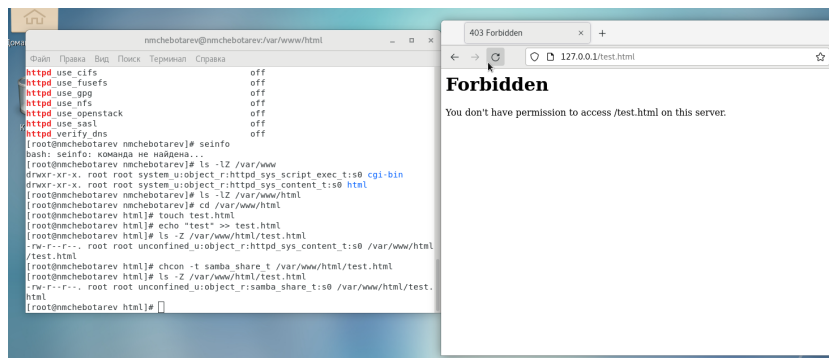 nmchebotarev@nmchebotarev:/var/www/html
Файл Правка Вид Поиск Терминал Справка
httpd_use_cifs off
httpd_use_fusefs off
httpd_use_gpg off
httpd_use_nfs off
httpd_use_openstack off
httpd_use_sasl off
httpd_verify_dns off
[root@nmchebotarev nmchebotarev]# seinfo
bash: seinfo: команда не найдена...
[root@nmchebotarev nmchebotarev]# ls -lZ /var/www
drwxr-xr-x. root root system_u:object_r:httpd_sys_script_exec_t:s0 cgi-bin
drwxr-xr-x. root root system_u:object_r:httpd_sys_content_t:s0 html
[root@nmchebotarev nmchebotarev]# ls -lZ /var/www/html
[root@nmchebotarev nmchebotarev]# cd /var/www/html
[root@nmchebotarev html]# touch test.html
[root@nmchebotarev html]# echo "test" >> test.html
[root@nmchebotarev html]# ls -Z /var/www/html/test.html
-rw-r--r--. root root unconfined_u:object_r:httpd_sys_content_t:s0 /var/www/html
/test.html
[root@nmchebotarev html]# chcon -t samba_share_t /var/www/html/test.html
[root@nmchebotarev html]# ls -Z /var/www/html/test.html
-rw-r--r--. root root unconfined_u:object_r:samba_share_t:s0 /var/www/html/test.
html
[root@nmchebotarev html]#
403 Forbidden
127.0.0.1/test.html
Forbidden
You don't have permission to access /test.html on this server.